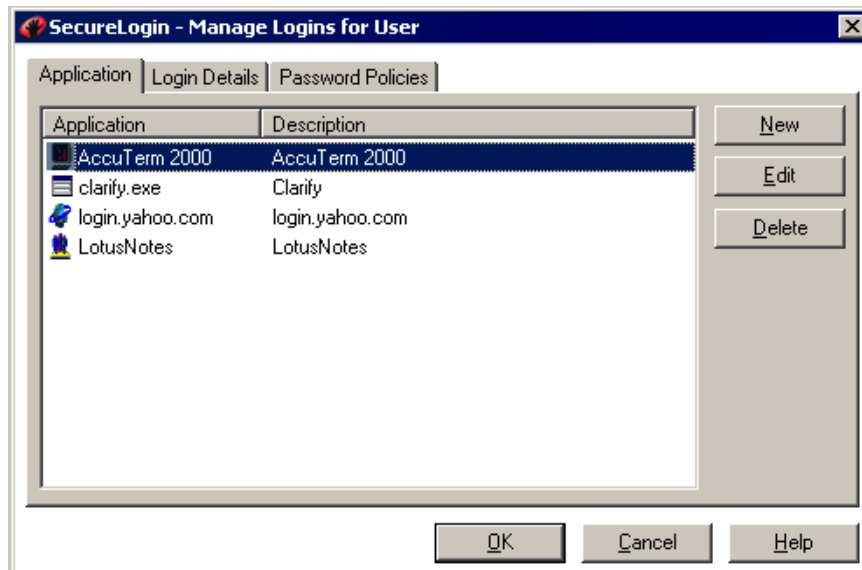 SecureLogin - Manage Logins for User
Application Login Details Password Policies
Application Description
AccuTerm 2000 AccuTerm 2000
clarify.exe Clarify
login.yahoo.com login.yahoo.com
LotusNotes LotusNotes
New
Edit
Delete
OK Cancel Help